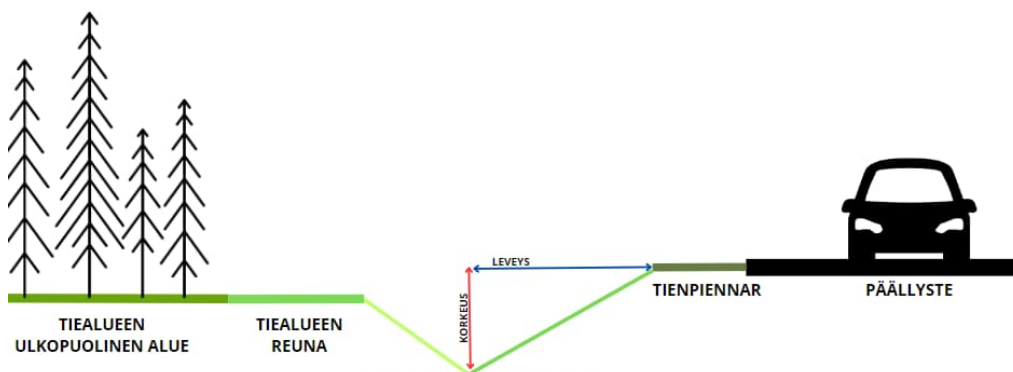 LEVEYS
KORKEUS
TIENPIENNAR
PÄÄLLYSTE
TIEALUEEN
ULKOPUOLINEN ALUE
TIEALUEEN
REUNA